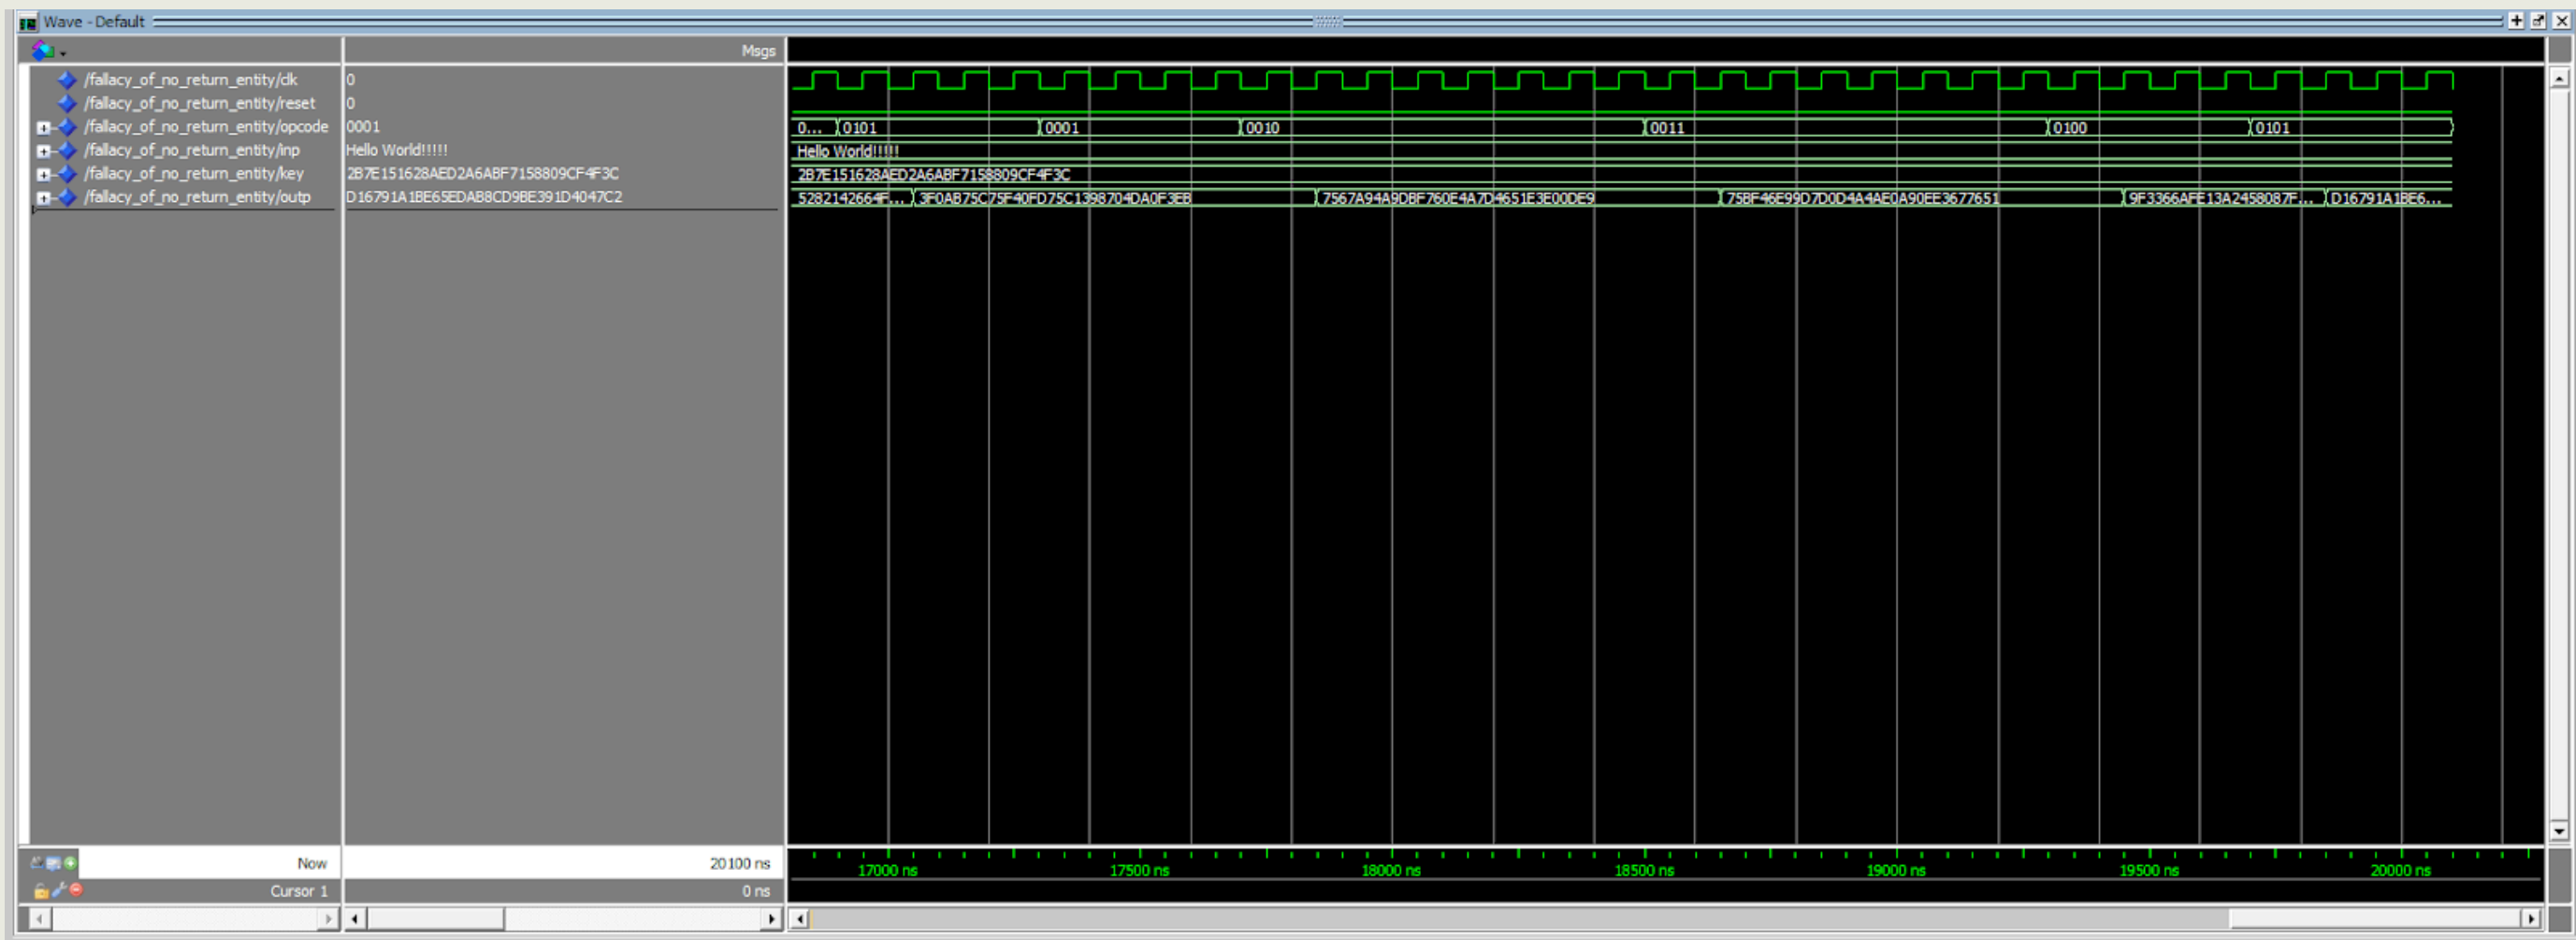 Wave - Default
Msgs
/fallacy_of_no_return_entity/clk 0
/fallacy_of_no_return_entity/reset 0
/fallacy_of_no_return_entity/opcode 0001 0... 0101 0001 0010 0011 0100 0101
/fallacy_of_no_return_entity/inp Hello World!!!!! Hello World!!!!!
/fallacy_of_no_return_entity/key 2B7E151628AED2A6ABF7158809CF4F3C 2B7E151628AED2A6ABF7158809CF4F3C
/fallacy_of_no_return_entity/outp D16791A1BE65EDAB8CD9BE391D4047C2 5282142664F... 3F0AB75C75F40FD75C1398704DA0F3EB 7567A94A9DBF760E4A7D4651E3E00DE9 75BF46E99D7D0D4A4AE0A90EE3677651 9F3366AFE13A2458087F... D16791A1BE6...
Now 20100 ns 17000 ns 17500 ns 18000 ns 18500 ns 19000 ns 19500 ns 20000 ns
Cursor 1 0 ns